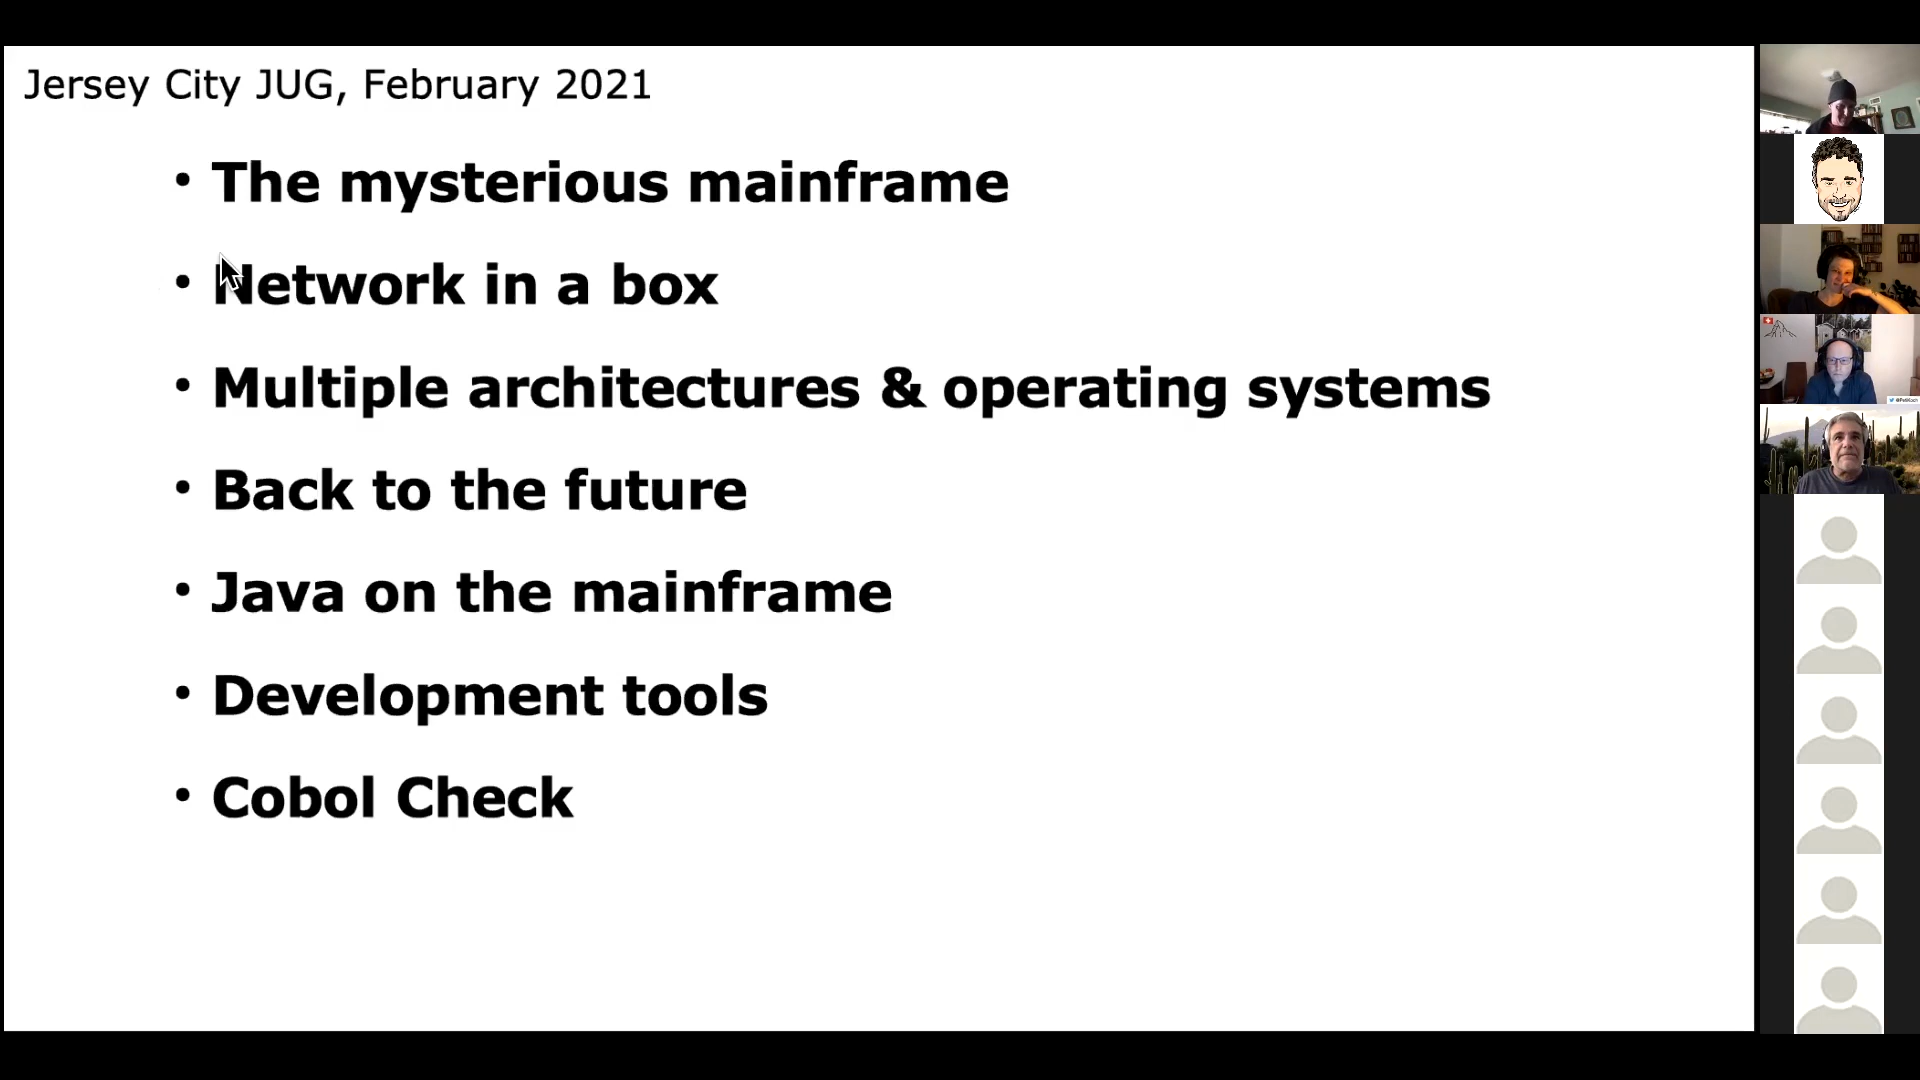 Jersey City JUG, February 2021
• The mysterious mainframe
• Network in a box
• Multiple architectures & operating systems
• Back to the future
• Java on the mainframe
• Development tools
• Cobol Check